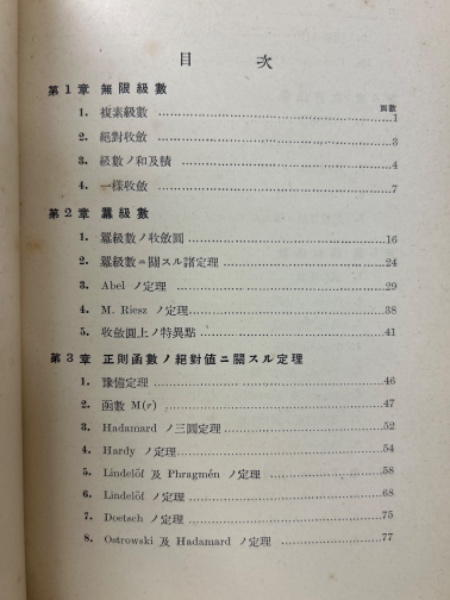 目次
第1章 無限級數
頁數
1. 複素級數 ………………1
2. 絕對收斂 ………………3
3. 級數ノ和及積 ………………4
4. 一樣收斂 ………………7
第2章 羃級數
1. 羃級數ノ收斂圓 ………………16
2. 羃級數ニ關スル諸定理 ………………24
3. Abel ノ定理 ………………29
4. M. Riesz ノ定理 ………………38
5. 收斂圓上ノ特異點 ………………41
第3章 正則函數ノ絕對値ニ關スル定理
1. 豫備定理 ………………46
2. 函數 M(r) ………………47
3. Hadamard ノ三圓定理 ………………52
4. Hardy ノ定理 ………………54
5. Lindelöf 及 Phragmén ノ定理 ………………58
6. Lindelöf ノ定理 ………………68
7. Doetsch ノ定理 ………………75
8. Ostrowski 及 Hadamard ノ定理 ………………77